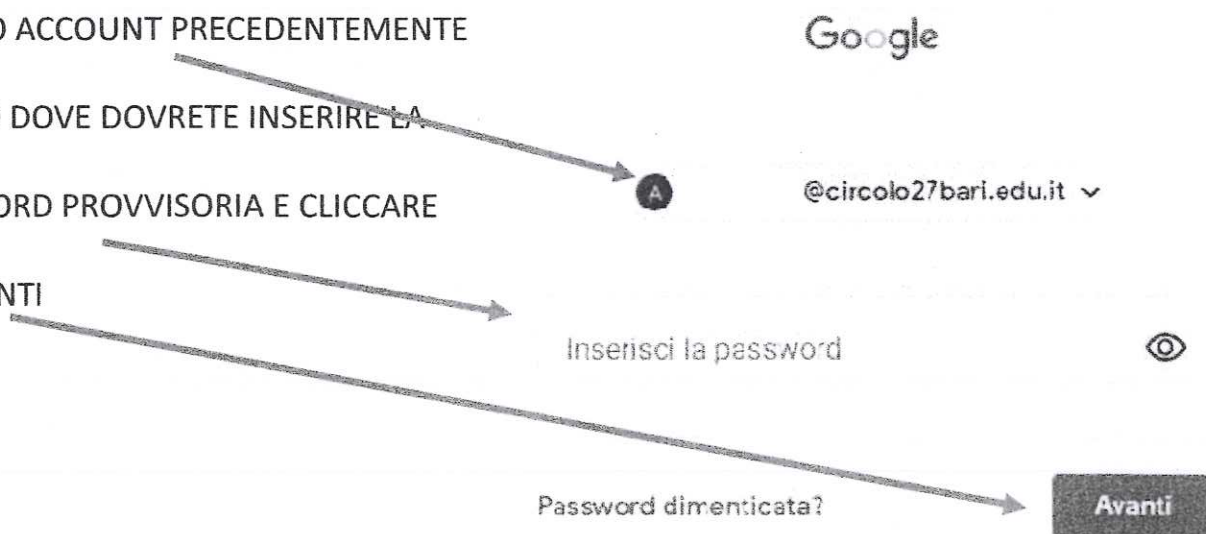 O ACCOUNT PRECEDENTEMENTE
DOVE DOVRETE INSERIRE LA
ORD PROVVISORIA E CLICCARE
NTI
Google
A
@circolo27bari.edu.it
Inserisci la password
Password dimenticata?
Avanti